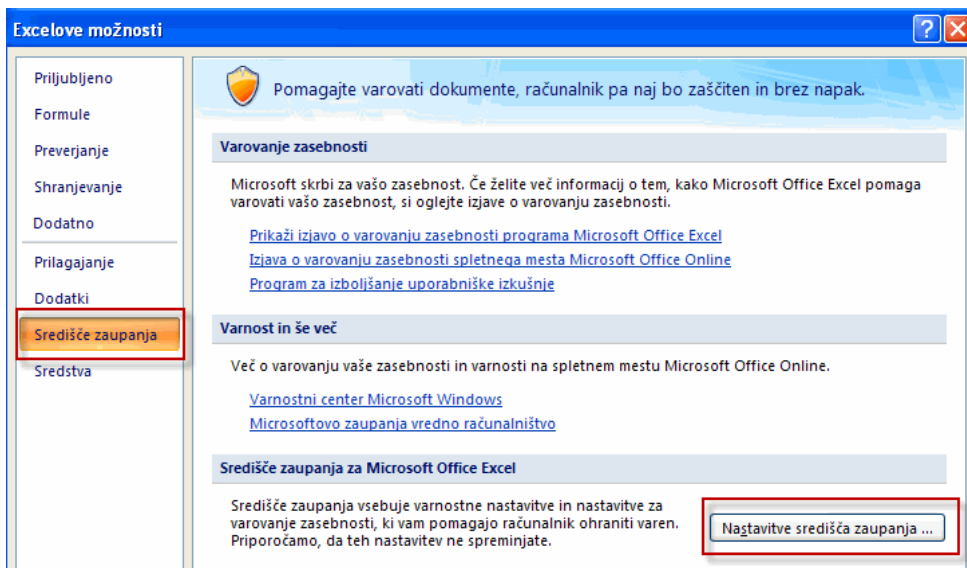 Excelove možnosti
Priljubljeno
Formule
Preverjanje
Shranjevanje
Dodatno
Prilagajanje
Dodatki
Središče zaupanja
Sredstva
Pomagajte varovati dokumente, računalnik pa naj bo zaščiten in brez napak.
Varovanje zasebnosti
Microsoft skrbi za vašo zasebnost. Če želite več informacij o tem, kako Microsoft Office Excel pomaga
varovati vašo zasebnost, si oglejte izjave o varovanju zasebnosti.
Prikaži izjavo o varovanju zasebnosti programa Microsoft Office Excel
Izjava o varovanju zasebnosti spletnega mesta Microsoft Office Online
Program za izboljšanje uporabniške izkušnje
Varnost in še več
Več o varovanju vaše zasebnosti in varnosti na spletnem mestu Microsoft Office Online.
Varnostni center Microsoft Windows
Microsoftovo zaupanja vredno računalništvo
Središče zaupanja za Microsoft Office Excel
Središče zaupanja vsebuje varnostne nastavitve in nastavitve za
varovanje zasebnosti, ki vam pomagajo računalnik ohraniti varen.
Priporočamo, da teh nastavitev ne spreminjate.
Nastavitve središča zaupanja ...